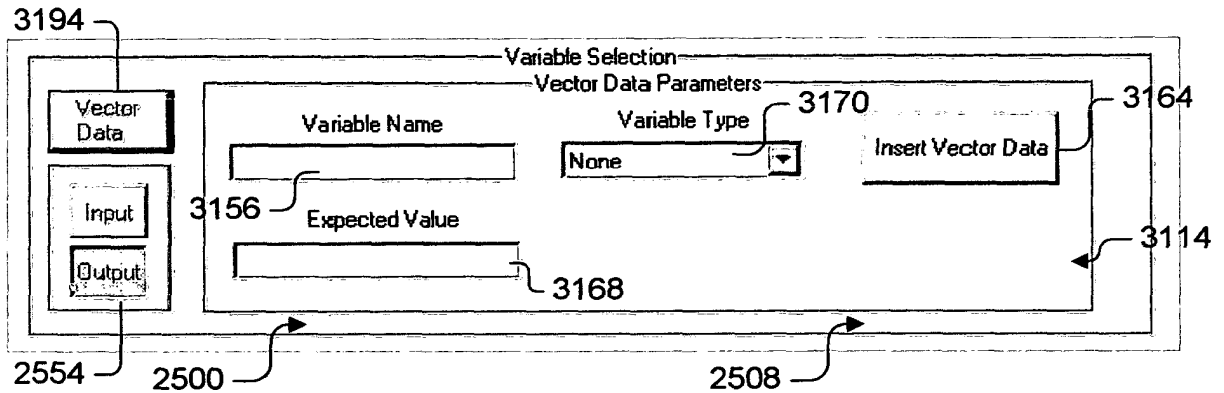 3194
Variable Selection
Vector Data Parameters
Vector
Data
Variable Name
Variable Type
3170
3164
None
Insert Vector Data
Input
3156
Expected Value
Output
3114
3168
2554
2500
2508